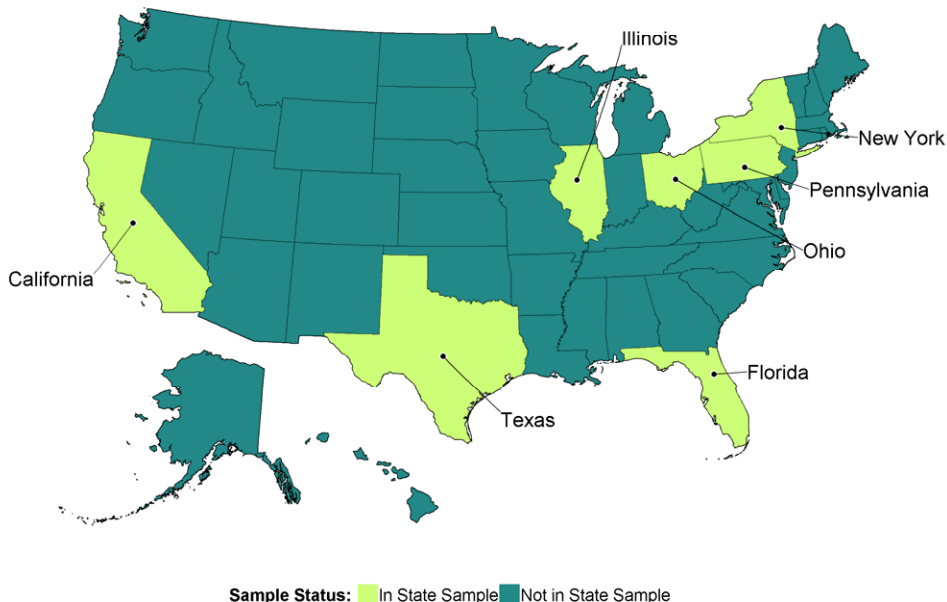 Illinois
New York
Pennsylvania
Ohio
California
Florida
Texas
Sample Status: In State Sample Not in State Sample